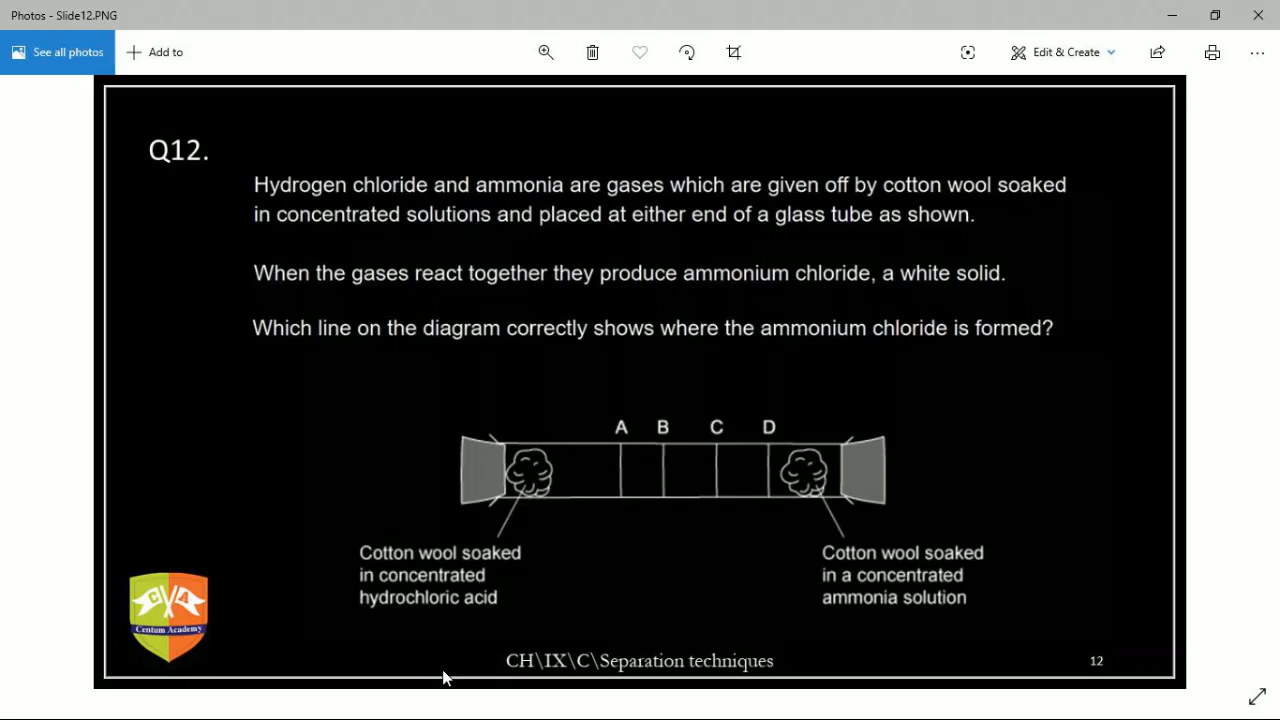 Photos - Slide12.PNG
See all photos
Add to
Edit & Create
Q12.
Hydrogen chloride and ammonia are gases which are given off by cotton wool soaked
in concentrated solutions and placed at either end of a glass tube as shown.
When the gases react together they produce ammonium chloride, a white solid.
Which line on the diagram correctly shows where the ammonium chloride is formed?
A B C D
Cotton wool soaked
in concentrated
hydrochloric acid
Cotton wool soaked
in a concentrated
ammonia solution
C A
Centum Academy
CH\IX\C\Separation techniques
12